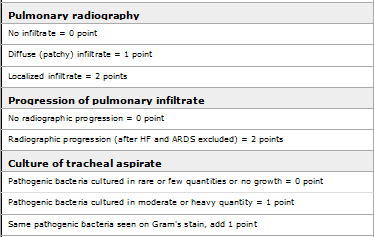 Pulmonary radiography
No infiltrate = 0 point
Diffuse (patchy) infiltrate = 1 point
Localized infiltrate = 2 points
Progression of pulmonary infiltrate
No radiographic progression = 0 point
Radiographic progression (after HF and ARDS excluded) = 2 points
Culture of tracheal aspirate
Pathogenic bacteria cultured in rare or few quantities or no growth = 0 point
Pathogenic bacteria cultured in moderate or heavy quantity = 1 point
Same pathogenic bacteria seen on Gram's stain, add 1 point